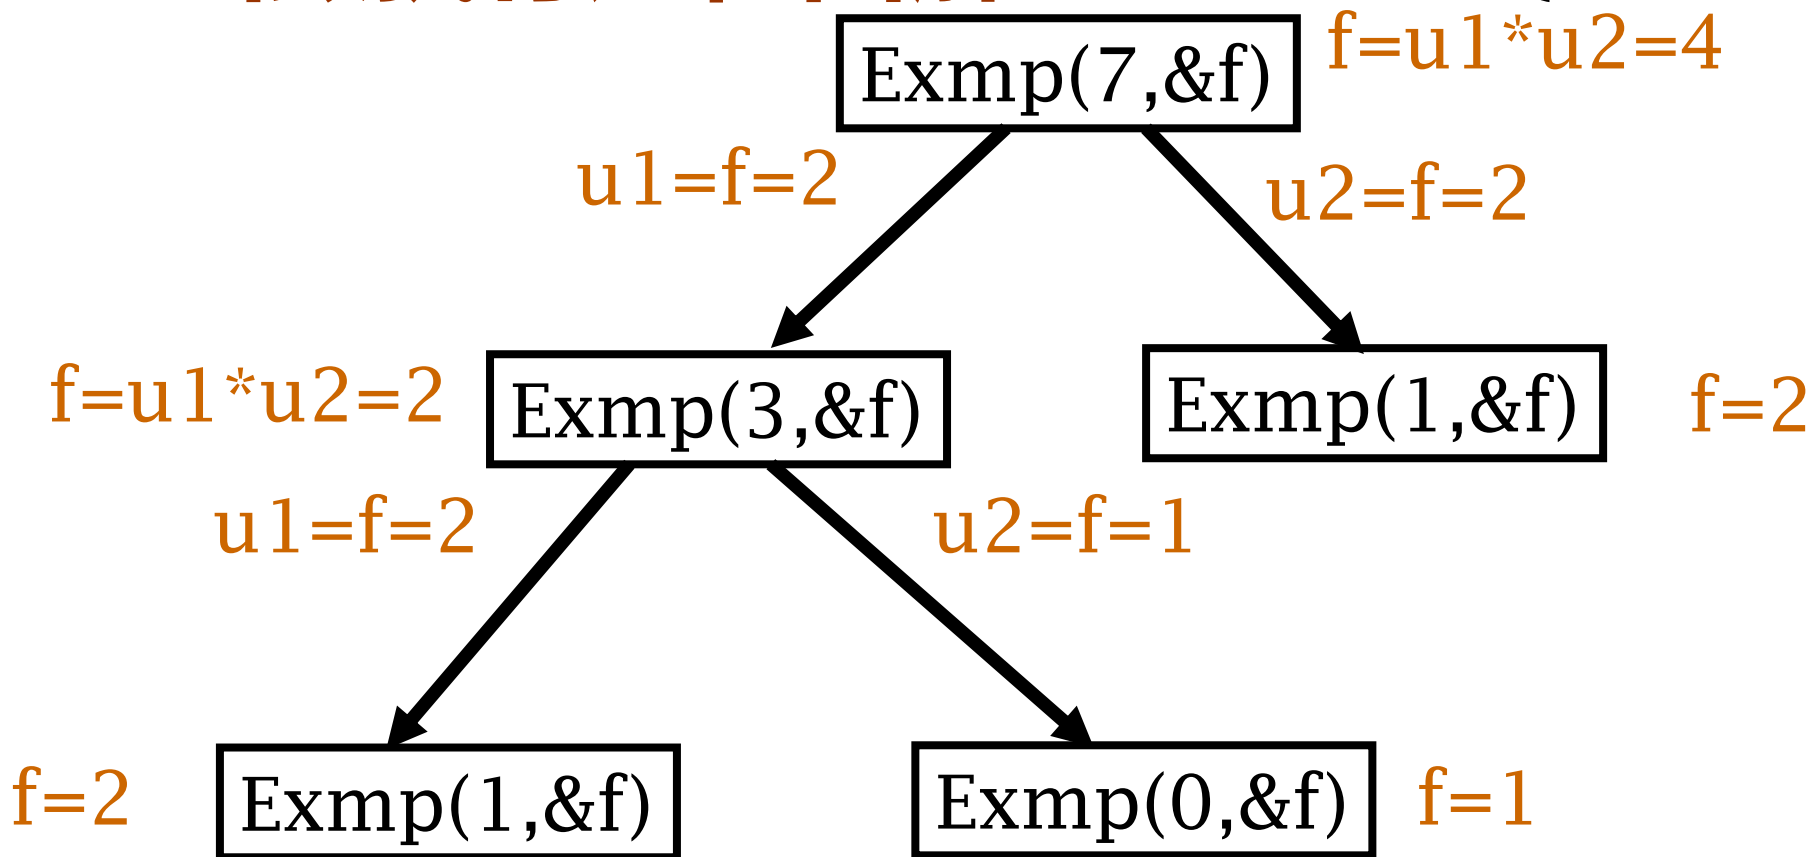 Exmp(7,&f)
f=u1*u2=4
u1=f=2
u2=f=2
f=u1*u2=2
Exmp(3,&f)
Exmp(1,&f)
f=2
u1=f=2
u2=f=1
f=2
Exmp(1,&f)
Exmp(0,&f)
f=1